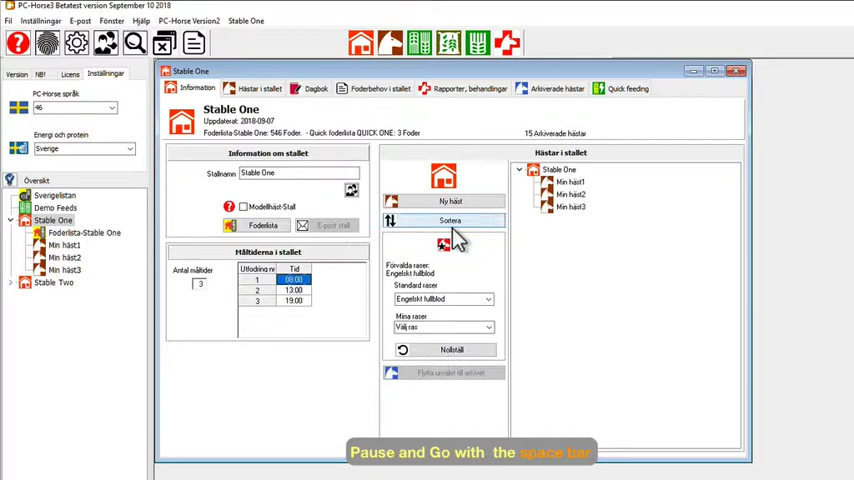 PC-Horse3 Betatest version September 10 2018
Fil Inställningar E-post Fönster Hjälp PC-Horse Version2 Stable One
Version NB! Licens Inställningar
PC-Horse språk
46
Energi och protein
Sverige
Översikt
Sverigelistan
Demo Feeds
Stable One
Foderlista-Stable One
Min häst1
Min häst2
Min häst3
Stable Two
Stable One
Information Hästar i stallet Dagbok Foderbehov i stallet Rapporter, behandlingar Arkiverade hästar Quick feeding
Stable One
Uppdaterat: 2018-09-07
Foderlista-Stable One: 546 Foder. - Quick foderlista QUICK ONE: 3 Foder
15 Arkiverade hästar
Information om stallet
Stallnamn Stable One
Modellhäst-Stall
Foderlista E-post stall
Måltiderna i stallet
Antal måltider
3
Utfodring nr Tid
1 08:00
2 13:00
3 19:00
Ny häst
Sortera
Förvalda raser:
Engelskt fullblod
Standard raser
Engelskt fullblod
Mina raser
Välj ras
Nollställ
Flytta urvalet till arkivet
Hästar i stallet
Stable One
Min häst1
Min häst2
Min häst3
Pause and Go with the space bar